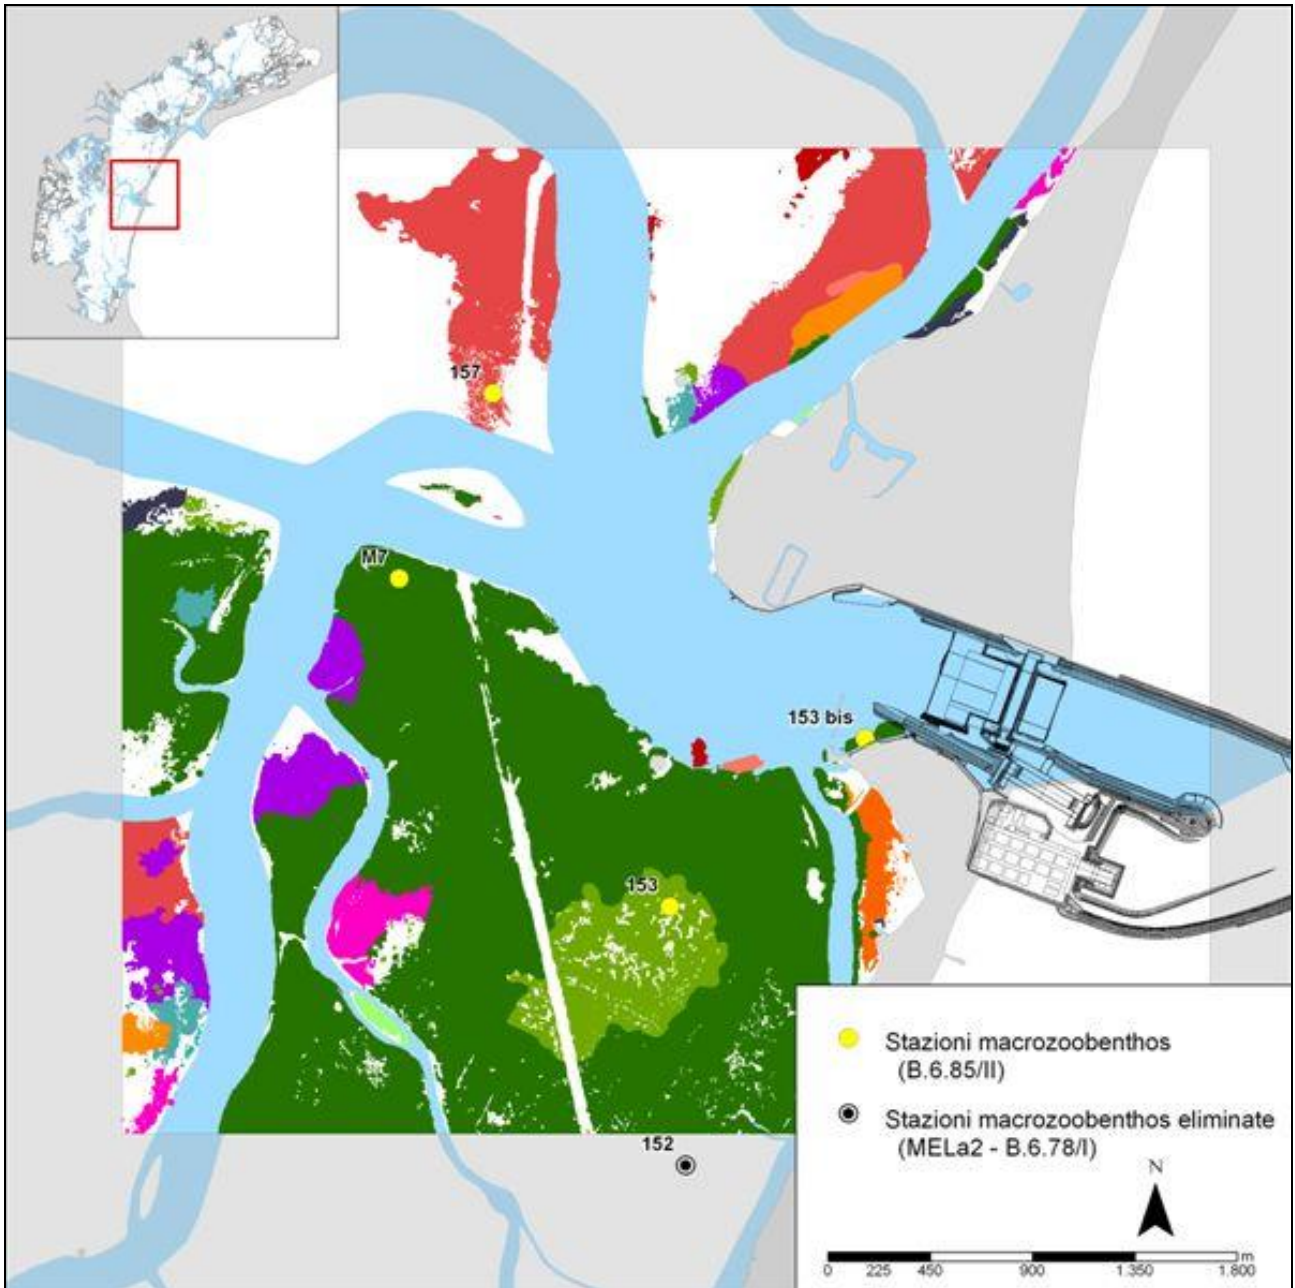 157
M7
153 bis
153
152
Stazioni macrozoobenthos
(B.6.85/II)
Stazioni macrozoobenthos eliminate
(MELa2 - B.6.78/I)
N
m
0 225 450 900 1.350 1.800